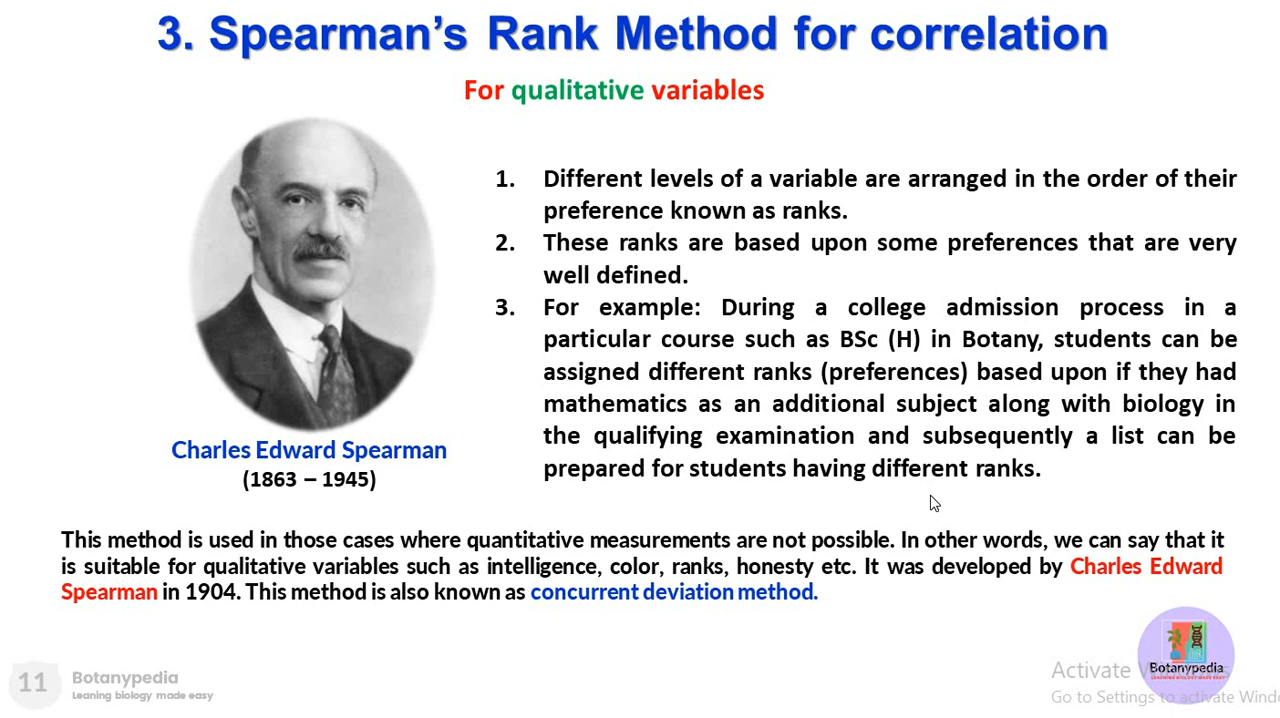 3. Spearman's Rank Method for correlation
For qualitative variables
1. Different levels of a variable are arranged in the order of their
preference known as ranks.
2. These ranks are based upon some preferences that are very
well defined.
3. For example: During a college admission process in a
particular course such as BSc (H) in Botany, students can be
assigned different ranks (preferences) based upon if they had
mathematics as an additional subject along with biology in
the qualifying examination and subsequently a list can be
prepared for students having different ranks.
Charles Edward Spearman
(1863 – 1945)
This method is used in those cases where quantitative measurements are not possible. In other words, we can say that it
is suitable for qualitative variables such as intelligence, color, ranks, honesty etc. It was developed by Charles Edward
Spearman in 1904. This method is also known as concurrent deviation method.
11
Botanypedia
Leaning biology made easy
Activate
Go to Settings to activate
Botanypedia
LEARNING BIOLOGY MADE EASY